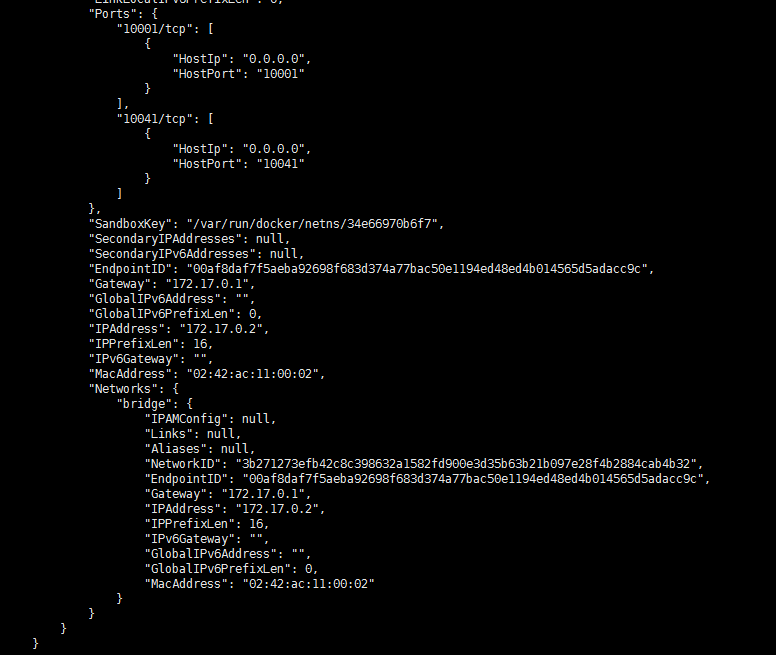 "LinkLocalIPv6PrefixLen": 0,
"Ports": {
"10001/tcp": [
{
"HostIp": "0.0.0.0",
"HostPort": "10001"
}
],
"10041/tcp": [
{
"HostIp": "0.0.0.0",
"HostPort": "10041"
}
]
},
"SandboxKey": "/var/run/docker/netns/34e66970b6f7",
"SecondaryIPAddresses": null,
"SecondaryIPv6Addresses": null,
"EndpointID": "00af8daf7f5aeba92698f683d374a77bac50e1194ed48ed4b014565d5adacc9c",
"Gateway": "172.17.0.1",
"GlobalIPv6Address": "",
"GlobalIPv6PrefixLen": 0,
"IPAddress": "172.17.0.2",
"IPPrefixLen": 16,
"IPv6Gateway": "",
"MacAddress": "02:42:ac:11:00:02",
"Networks": {
"bridge": {
"IPAMConfig": null,
"Links": null,
"Aliases": null,
"NetworkID": "3b271273efb42c8c398632a1582fd900e3d35b63b21b097e28f4b2884cab4b32",
"EndpointID": "00af8daf7f5aeba92698f683d374a77bac50e1194ed48ed4b014565d5adacc9c",
"Gateway": "172.17.0.1",
"IPAddress": "172.17.0.2",
"IPPrefixLen": 16,
"IPv6Gateway": "",
"GlobalIPv6Address": "",
"GlobalIPv6PrefixLen": 0,
"MacAddress": "02:42:ac:11:00:02"
}
}
}
}